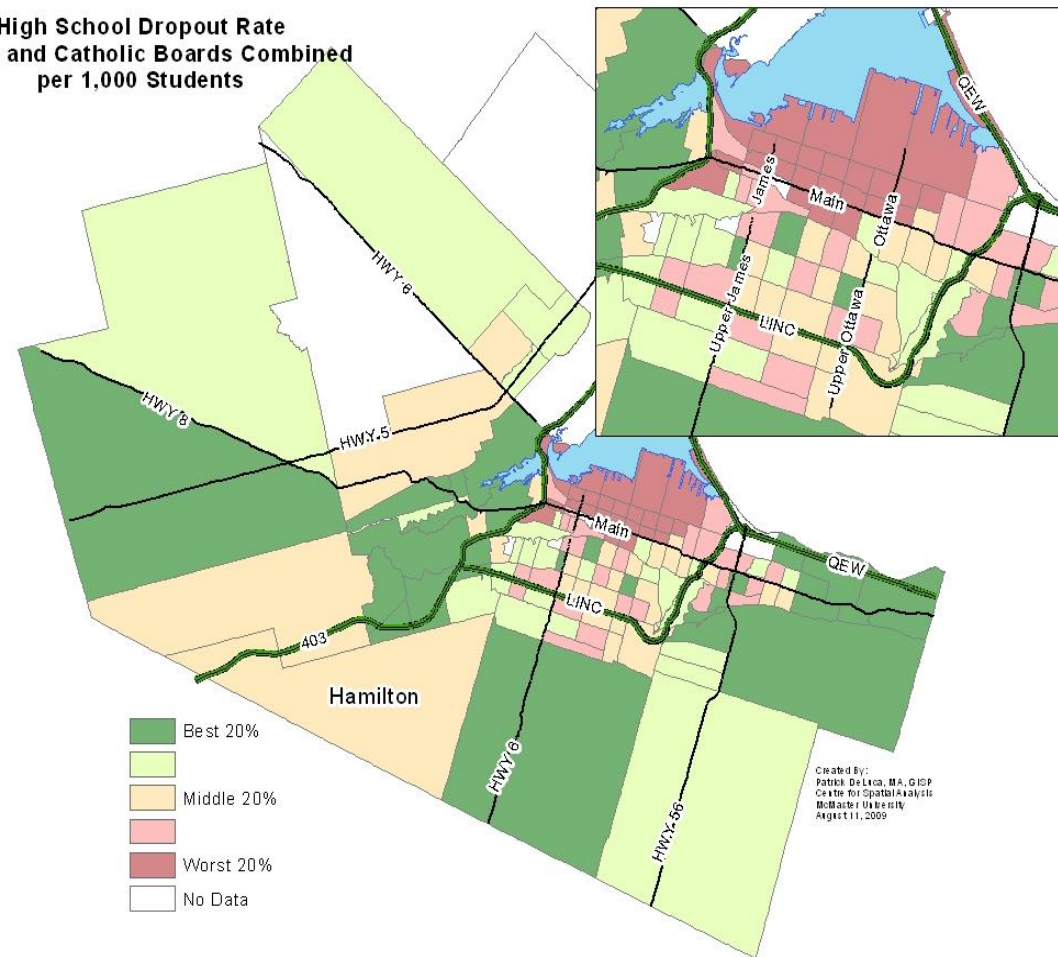 High School Dropout Rate
and Catholic Boards Combined
per 1,000 Students
QEW
James
Main
Ottawa
Upper James
LINC
Upper Ottawa
HWY 6
HWY 8
HWY 5
Main
QEW
LINC
403
Hamilton
HWY 6
HWY 56
Best 20%
Middle 20%
Worst 20%
No Data
Created By:
Patrick DeLuca, MA, GISP
Centre for Spatial Analysis
McMaster University
August 11, 2009